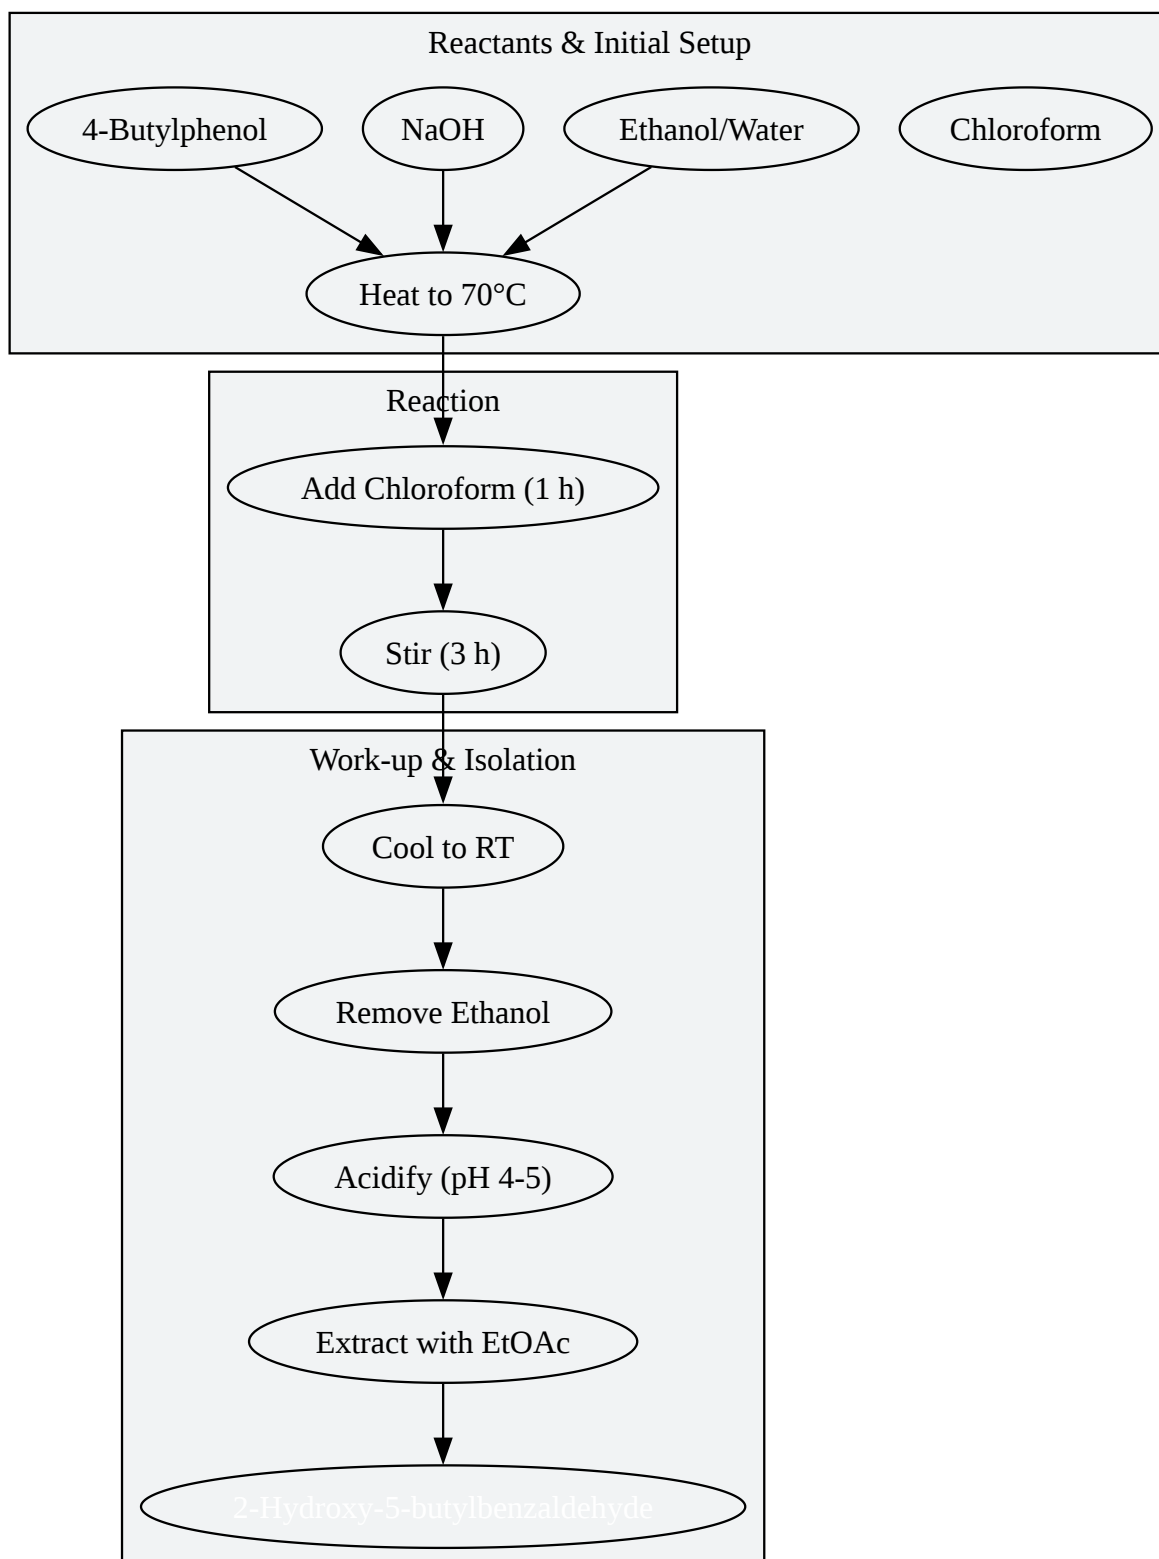 Reactants & Initial Setup
4-Butylphenol
NaOH
Ethanol/Water
Chloroform
Heat to 70°C
Reaction
Add Chloroform (1 h)
Stir (3 h)
Work-up & Isolation
Cool to RT
Remove Ethanol
Acidify (pH 4-5)
Extract with EtOAc
2-Hydroxy-5-butylbenzaldehyde